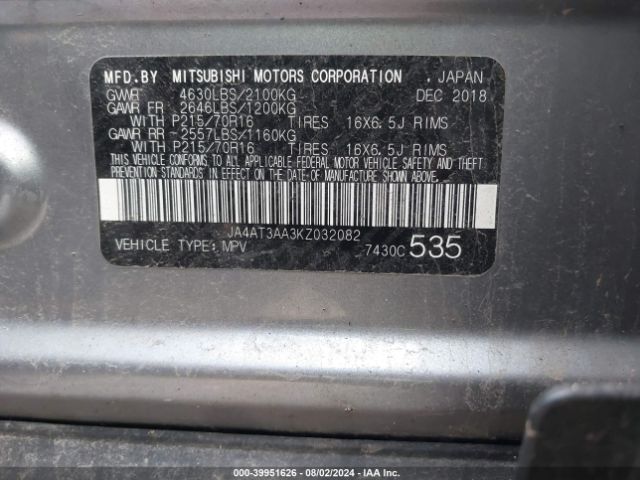 MFD.BY MITSUBISHI MOTORS CORPORATION . JAPAN
GVWR 4630LBS/2100KG DEC 2018
GAWR FR 2646LBS/1200KG
WITH P215/70R16 TIRES 16X6.5J RIMS
GAWR RR 2557LBS/1160KG
WITH P215/70R16 TIRES 16X6.5J RIMS
THIS VEHICLE CONFORMS TO ALL APPLICABLE FEDERAL MOTOR VEHICLE SAFETY AND THEFT
PREVENTION STANDARDS IN EFFECT ON THE DATE OF MANUFACTURE SHOWN ABOVE.
JA4AT3AA3KZ032082
VEHICLE TYPE: MPV 7430C 535
000-39951626 - 08/02/2024 - IAA Inc.